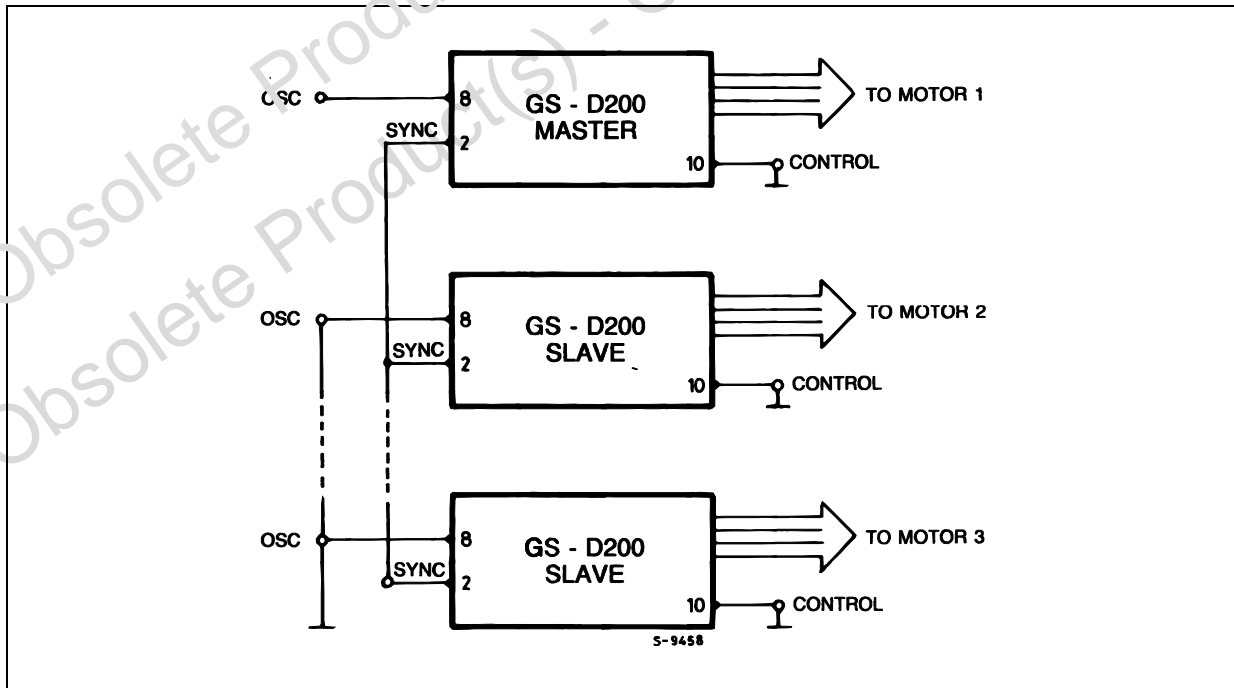 OSC
8
GS - D200
MASTER
TO MOTOR 1
SYNC
2
10
CONTROL
OSC
8
GS - D200
SLAVE
TO MOTOR 2
SYNC
2
10
CONTROL
OSC
8
GS - D200
SLAVE
TO MOTOR 3
SYNC
2
10
CONTROL
S-9458
Obsolete Product(s) -
Obsolete Product(s) -